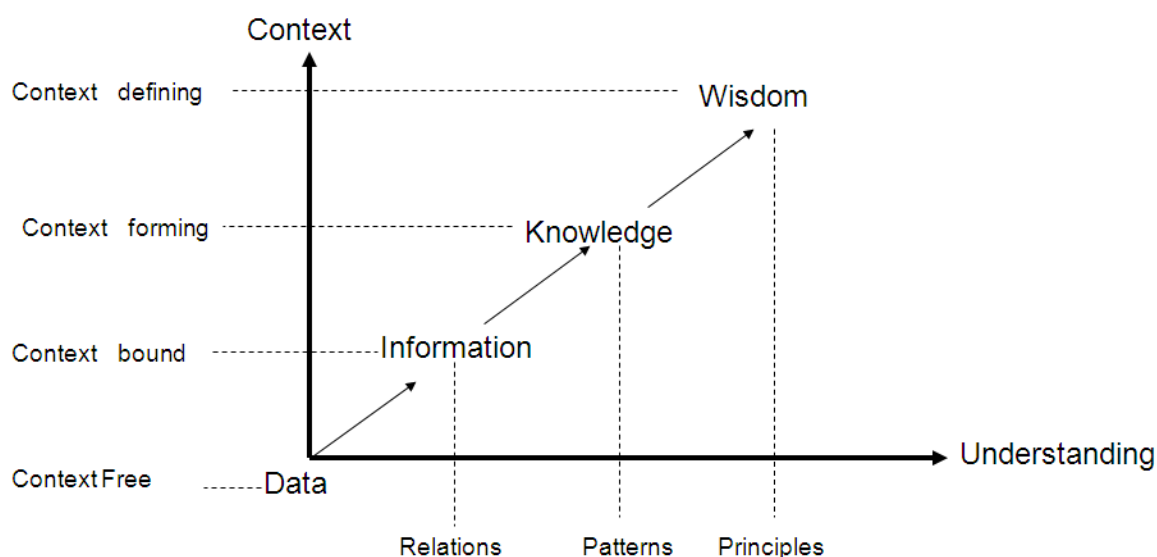 Context
Context defining
Wisdom
Context forming
Knowledge
Context bound
Information
Context Free
Data
Understanding
Relations
Patterns
Principles